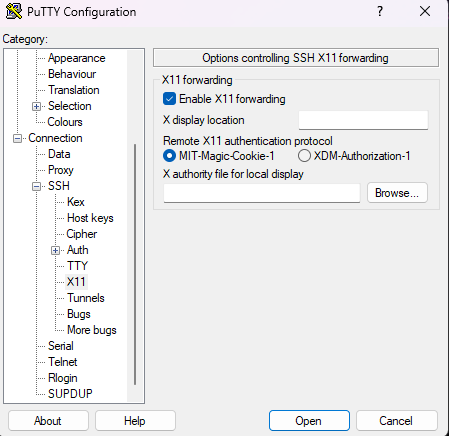 PuTTY Configuration
?
Category:
Appearance
Behaviour
Translation
Selection
Colours
Connection
Data
Proxy
SSH
Kex
Host keys
Cipher
Auth
TTY
X11
Tunnels
Bugs
More bugs
Serial
Telnet
Rlogin
SUPDUP
Options controlling SSH X11 forwarding
X11 forwarding
Enable X11 forwarding
X display location
Remote X11 authentication protocol
MIT-Magic-Cookie-1 XDM-Authorization-1
X authority file for local display
Browse...
About Help Open Cancel